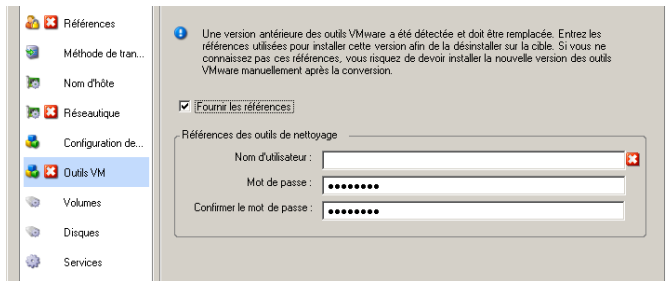 Références
Méthode de tran...
Nom d'hôte
Réseautique
Configuration de...
Outils VM
Volumes
Disques
Services
Une version antérieure des outils VMware a été détectée et doit être remplacée. Entrez les
références utilisées pour installer cette version afin de la désinstaller sur la cible. Si vous ne
connaissez pas ces références, vous risquez de devoir installer la nouvelle version des outils
VMware manuellement après la conversion.
Fournir les références
Références des outils de nettoyage
Nom d'utilisateur :
Mot de passe : ●●●●●●●●
Confirmer le mot de passe : ●●●●●●●●